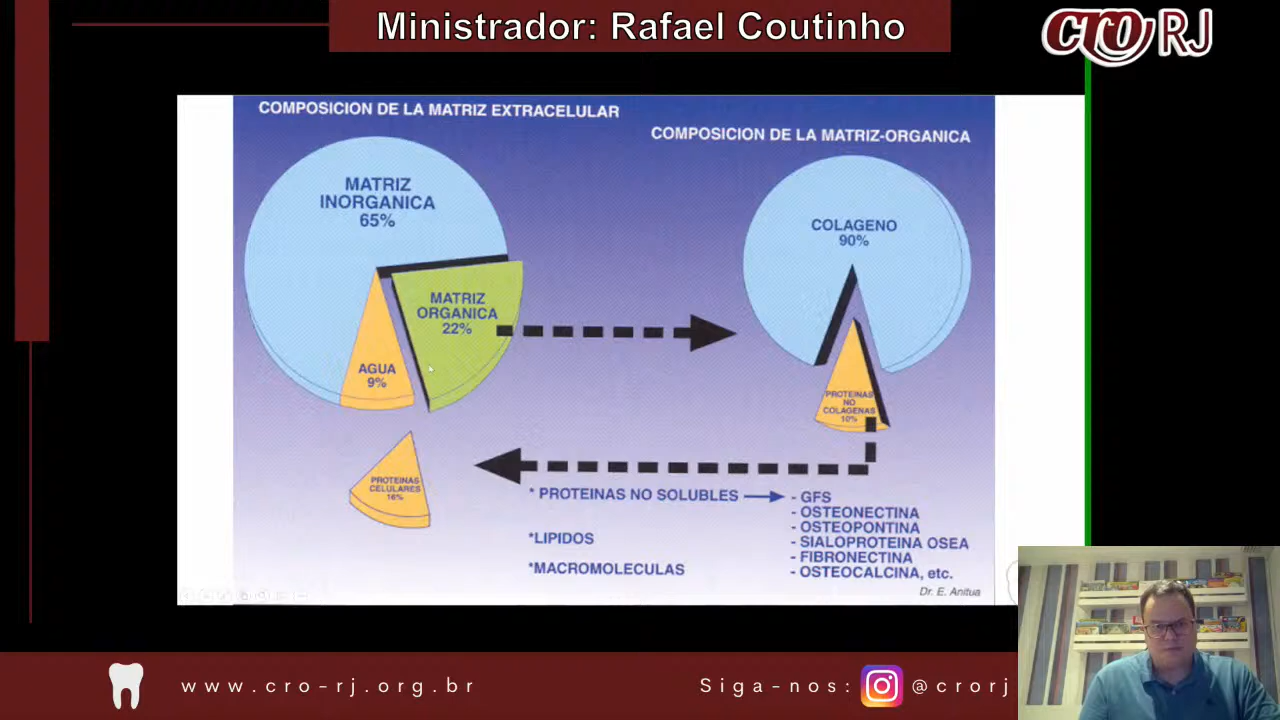 Ministrador: Rafael Coutinho
CRO RJ
COMPOSICION DE LA MATRIZ EXTRACELULAR
COMPOSICION DE LA MATRIZ-ORGANICA
MATRIZ
INORGANICA
65%
MATRIZ
ORGANICA
22%
AGUA
9%
COLAGENO
90%
PROTEINAS
NO
COLAGENAS
10%
PROTEINAS
CELULARES
16%
* PROTEINAS NO SOLUBLES
- GFS
- OSTEONECTINA
- OSTEOPONTINA
- SIALOPROTEINA OSEA
- FIBRONECTINA
- OSTEOCALCINA, etc.
*LIPIDOS
*MACROMOLECULAS
Dr. E. Anitua
www.cro-rj.org.br
Siga-nos:
@crorj